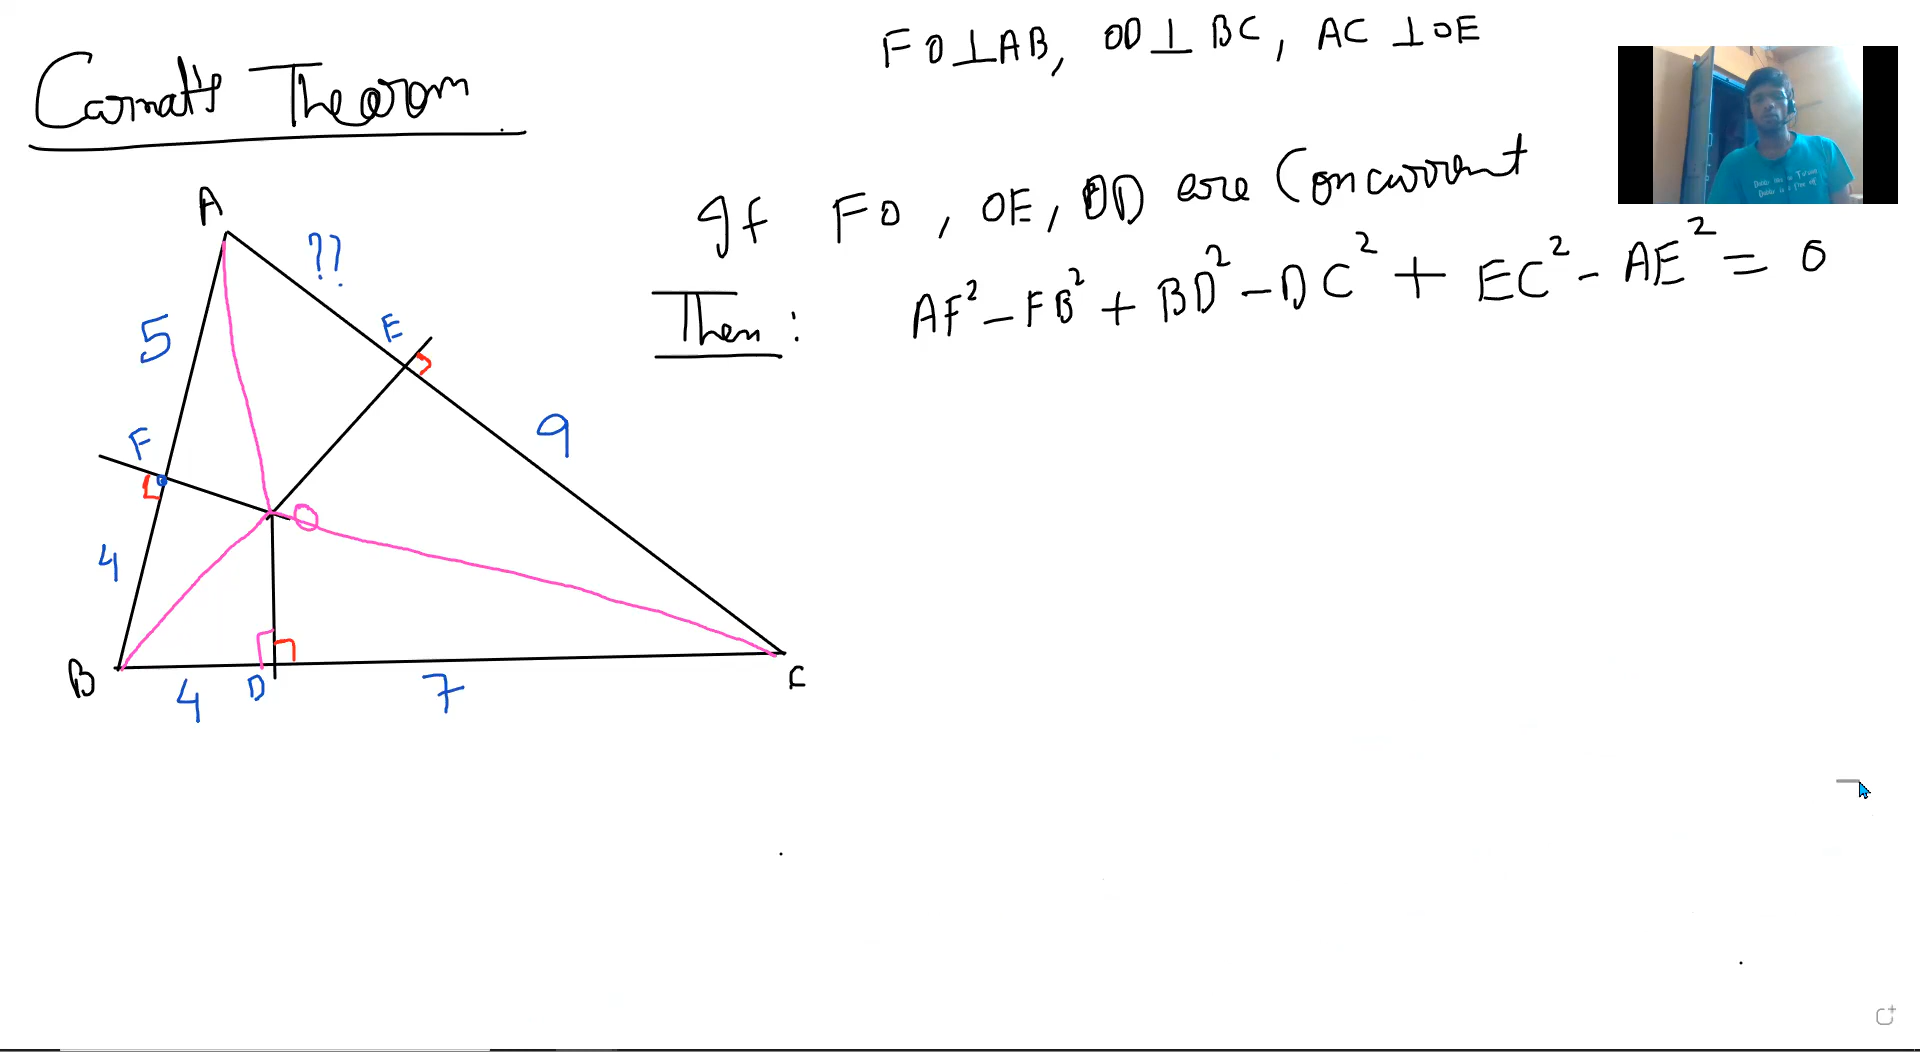 FO⊥AB, OD⊥BC, AC⊥OE
Carnot's Theorem
If FO, OE, OD are Concurrent
Then: AF² – FB² + BD² – DC² + EC² – AE² = 0
A
??
5
E
F
9
O
4
B
4
D
7
C